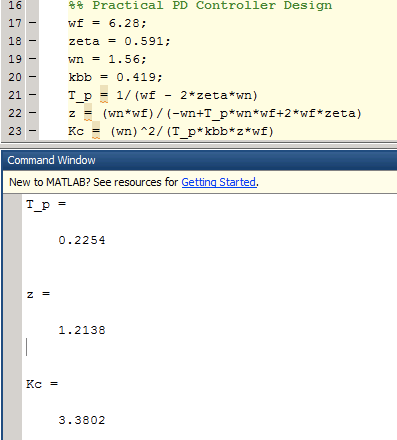 16 %% Practical PD Controller Design
17 - wf = 6.28;
18 - zeta = 0.591;
19 - wn = 1.56;
20 - kbb = 0.419;
21 - T_p = 1/(wf - 2*zeta*wn)
22 - z = (wn*wf)/(-wn+T_p*wn*wf+2*wf*zeta)
23 - Kc = (wn)^2/(T_p*kbb*z*wf)
Command Window
New to MATLAB? See resources for Getting Started.
T_p =
0.2254
z =
1.2138
Kc =
3.3802